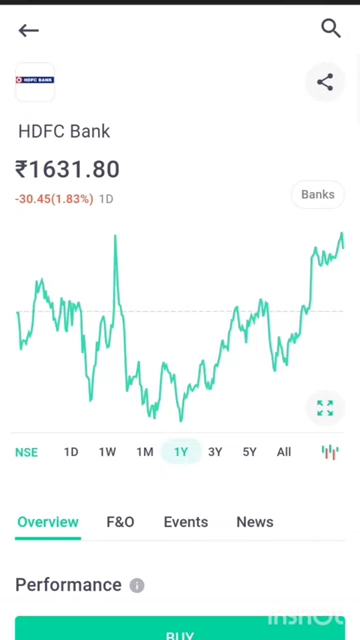 HDFC BANK
HDFC Bank
₹1631.80
-30.45(1.83%) 1D
Banks
NSE 1D 1W 1M 1Y 3Y 5Y All
Overview F&O Events News
Performance
BUY
InShOt